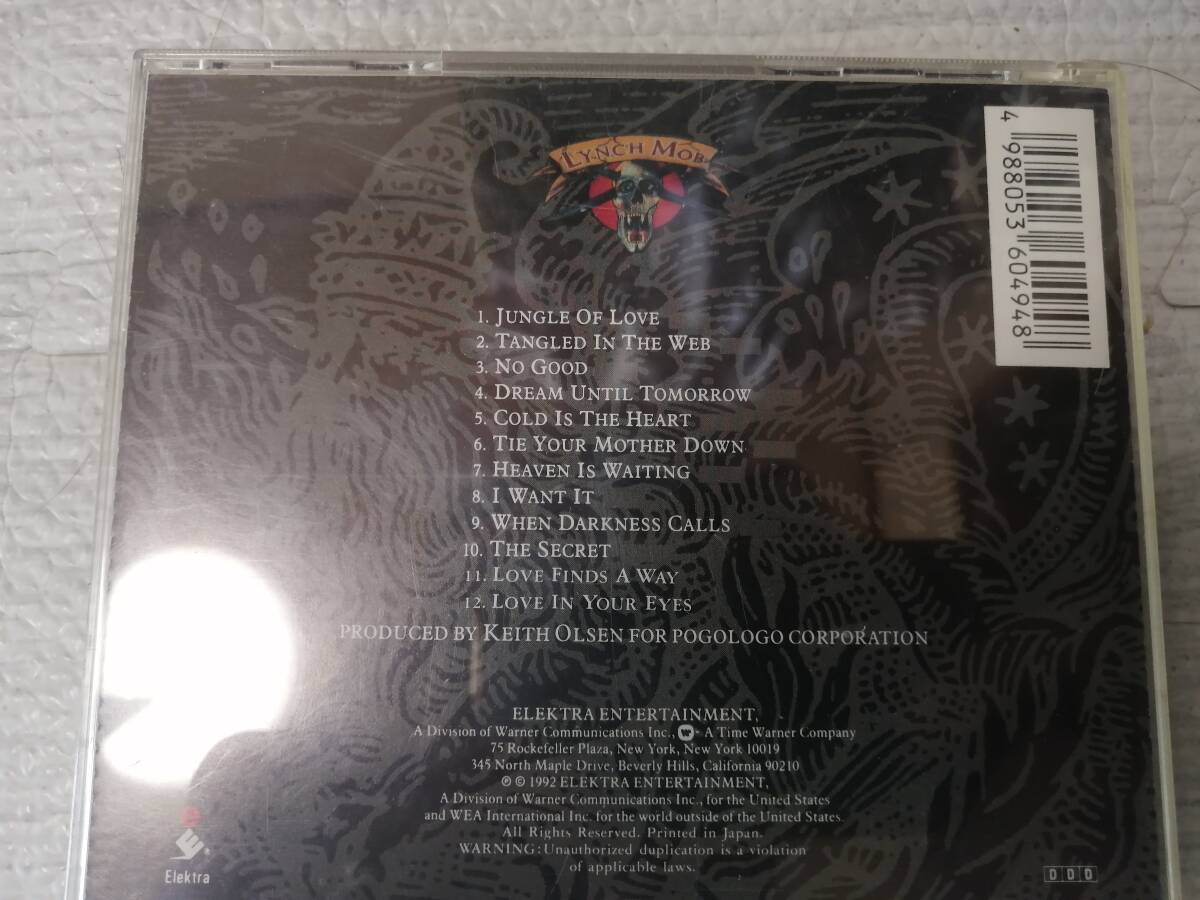 LYNCH MOB
4 988053 604948
1. JUNGLE OF LOVE
2. TANGLED IN THE WEB
3. NO GOOD
4. DREAM UNTIL TOMORROW
5. COLD IS THE HEART
6. TIE YOUR MOTHER DOWN
7. HEAVEN IS WAITING
8. I WANT IT
9. WHEN DARKNESS CALLS
10. THE SECRET
11. LOVE FINDS A WAY
12. LOVE IN YOUR EYES
PRODUCED BY KEITH OLSEN FOR POGOLOGO CORPORATION
ELEKTRA ENTERTAINMENT,
A Division of Warner Communications Inc., A Time Warner Company
75 Rockefeller Plaza, New York, New York 10019
345 North Maple Drive, Beverly Hills, California 90210
℗ © 1992 ELEKTRA ENTERTAINMENT,
A Division of Warner Communications Inc., for the United States
and WEA International Inc. for the world outside of the United States.
All Rights Reserved. Printed in Japan.
WARNING: Unauthorized duplication is a violation
of applicable laws.
Elektra
DDD